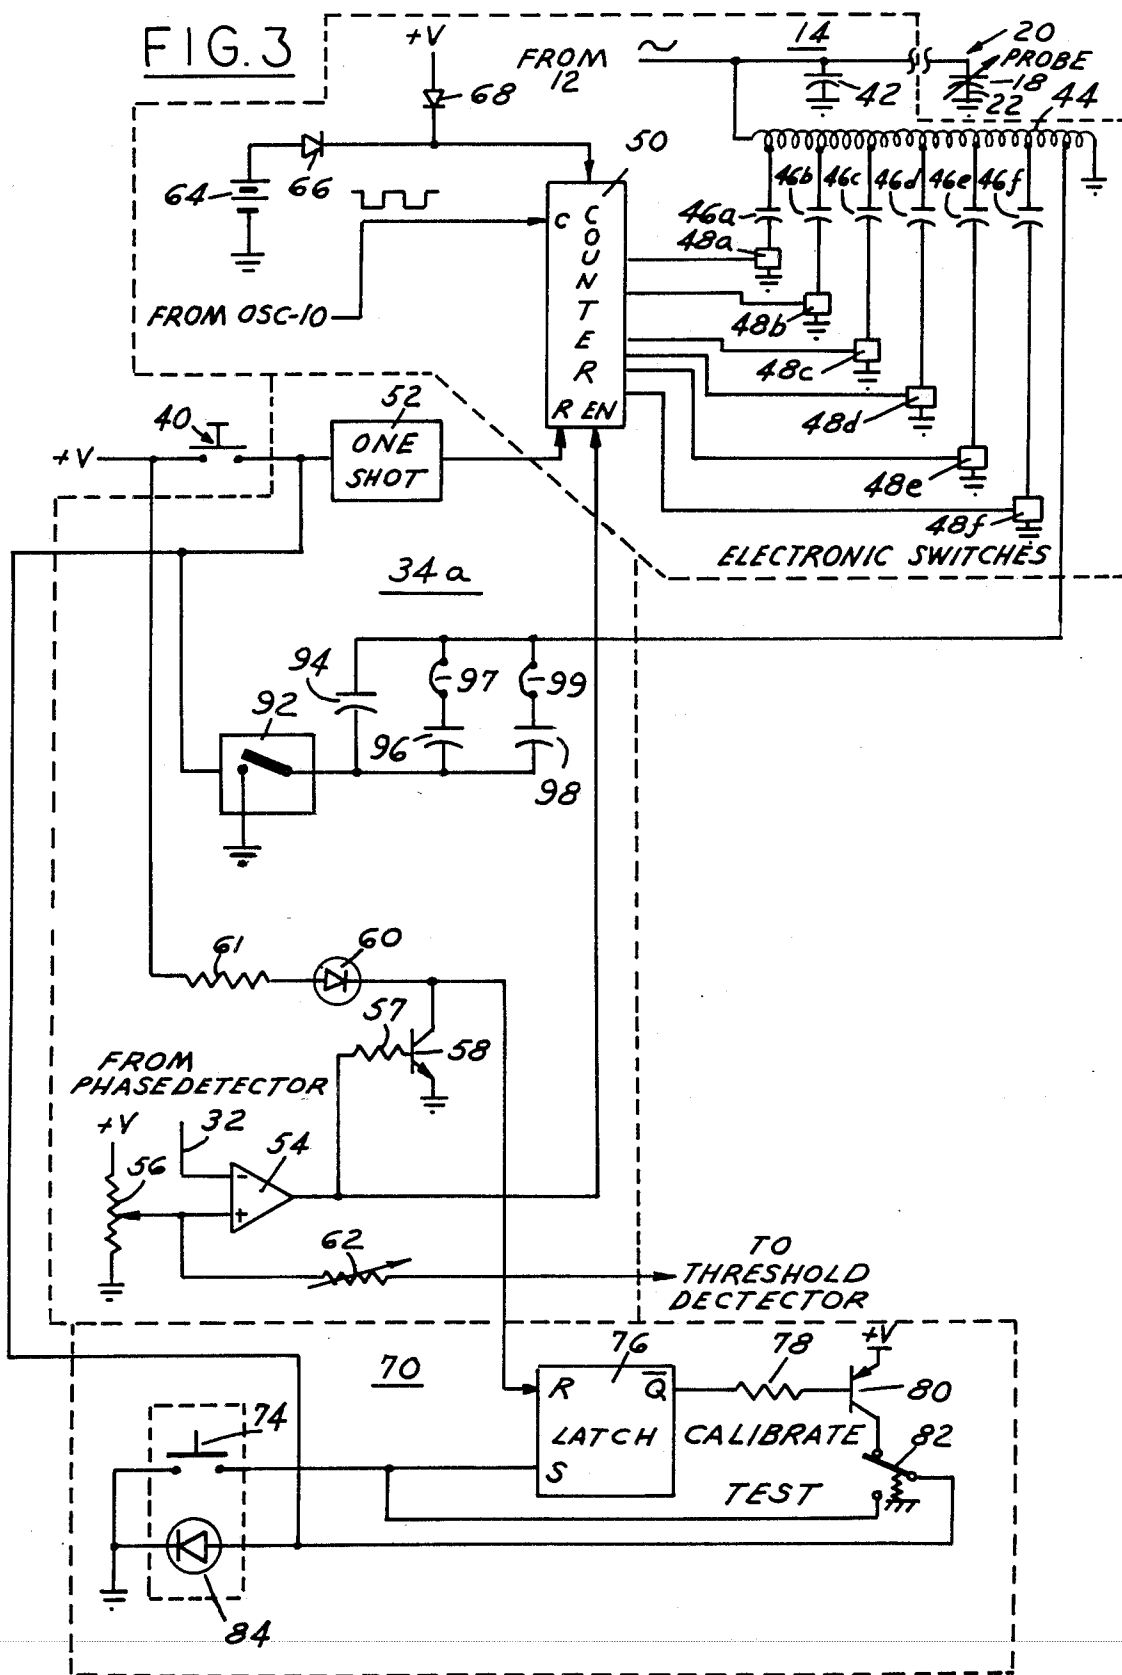 FIG. 3
+V
FROM
12
~
14
20
PROBE
18
22
42
44
68
66
64
50
C
COUNTER
R EN
FROM OSC-10
46a
46b
46c
46d
46e
46f
48a
48b
48c
48d
48e
48f
ELECTRONIC SWITCHES
40
+V
52
ONE
SHOT
34a
94
97
99
92
96
98
61
60
57
58
FROM
PHASE DETECTOR
+V
32
54
56
-
+
62
TO
THRESHOLD
DECTECTOR
70
76
78
+V
R
Q̅
80
LATCH
CALIBRATE
82
S
TEST
74
84